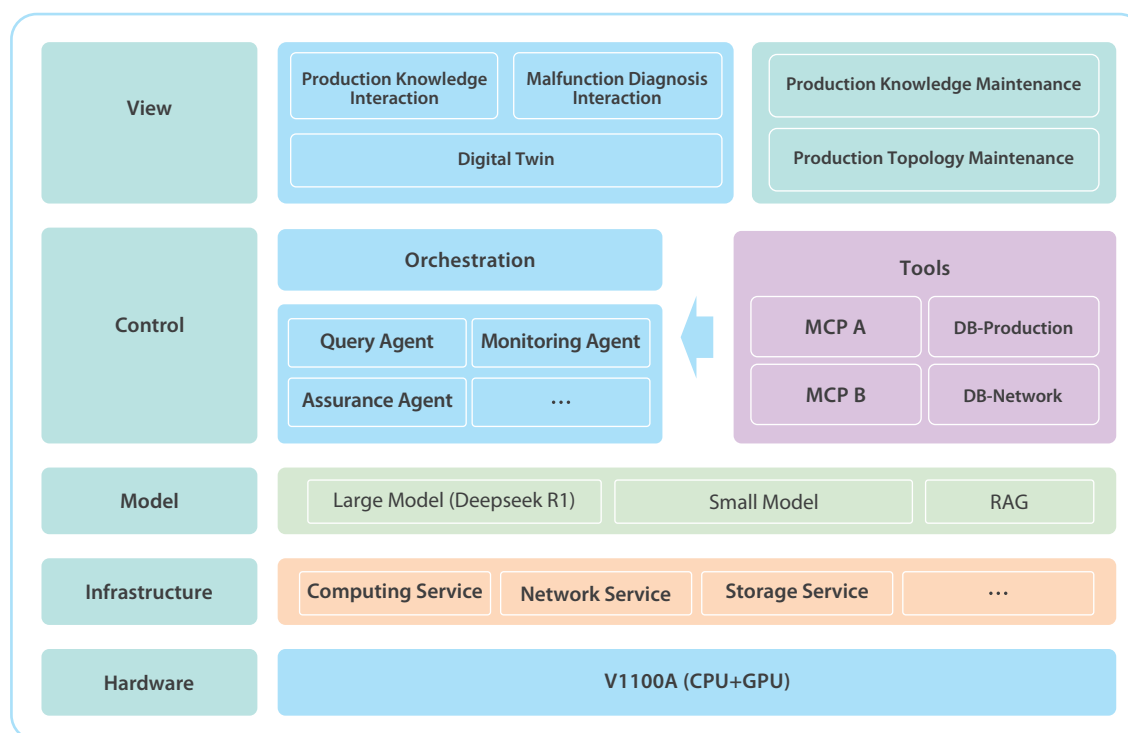 View
Production Knowledge
Interaction
Malfunction Diagnosis
Interaction
Digital Twin
Production Knowledge Maintenance
Production Topology Maintenance
Control
Orchestration
Query Agent
Monitoring Agent
Assurance Agent
...
Tools
MCP A
DB-Production
MCP B
DB-Network
Model
Large Model (Deepseek R1)
Small Model
RAG
Infrastructure
Computing Service
Network Service
Storage Service
...
Hardware
V1100A (CPU+GPU)